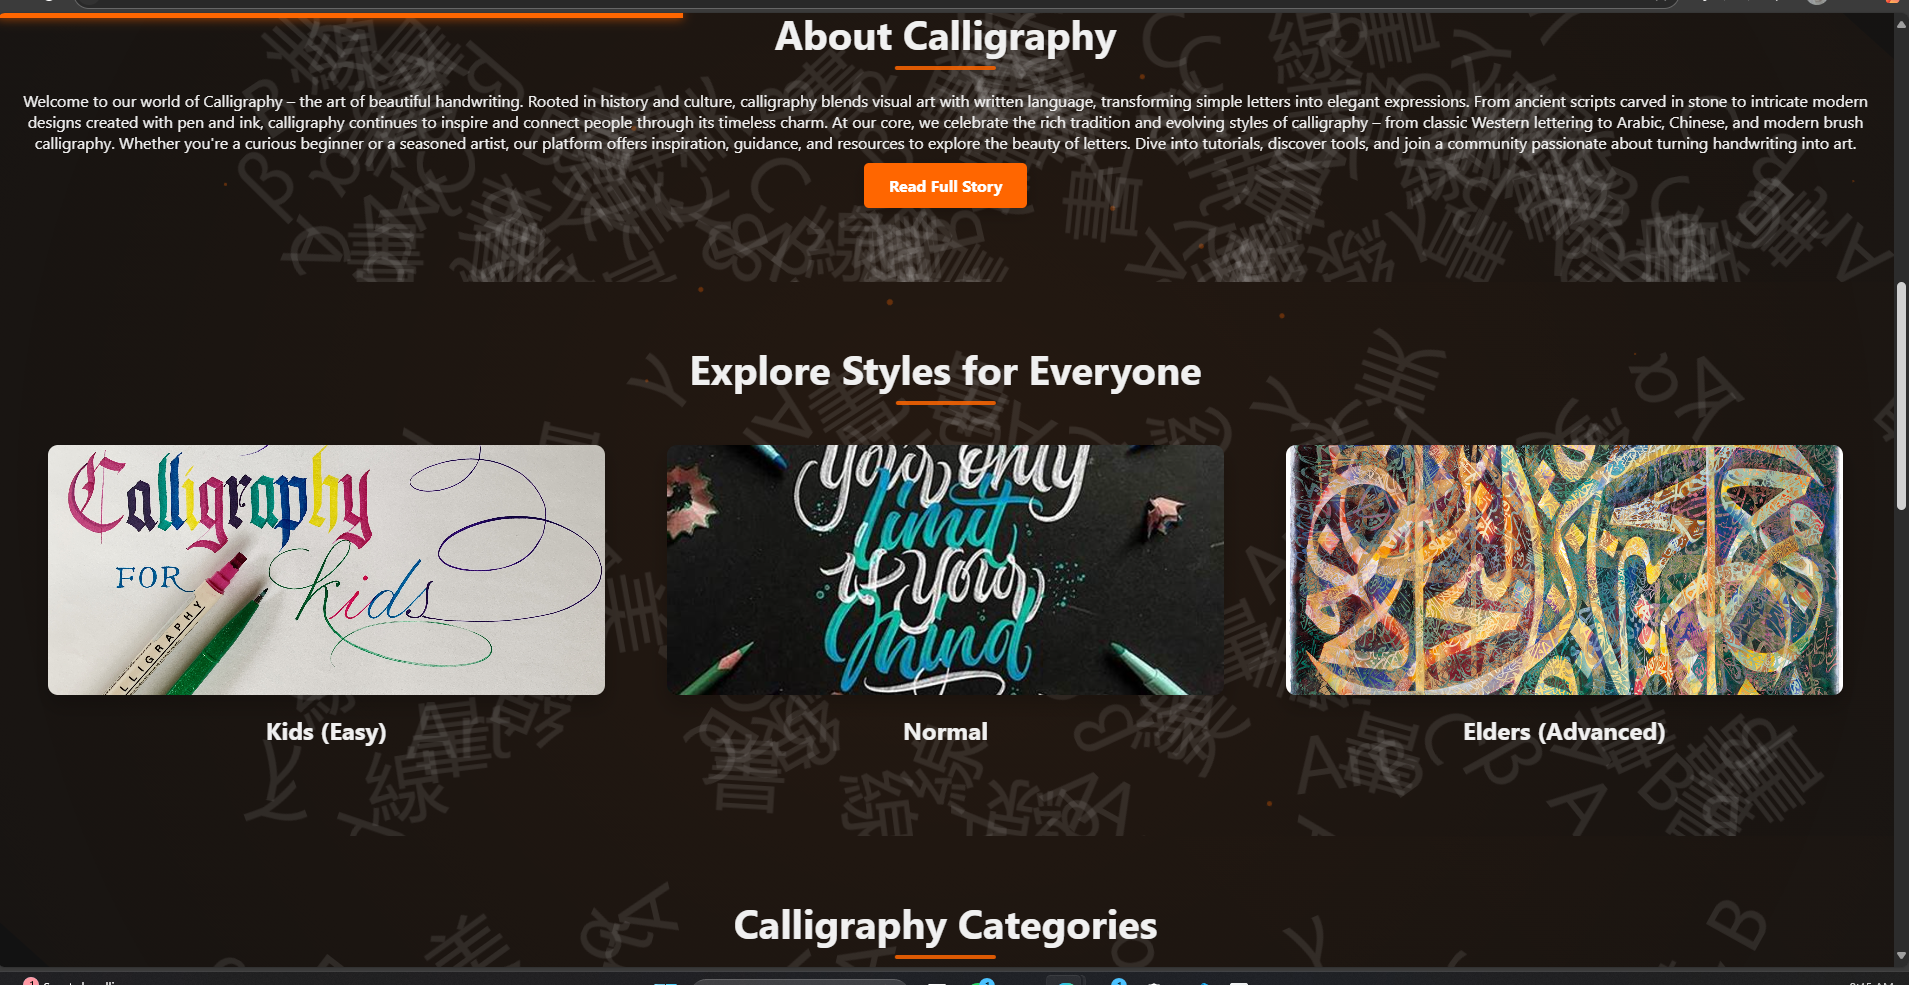 About Calligraphy
Welcome to our world of Calligraphy – the art of beautiful handwriting. Rooted in history and culture, calligraphy blends visual art with written language, transforming simple letters into elegant expressions. From ancient scripts carved in stone to intricate modern
designs created with pen and ink, calligraphy continues to inspire and connect people through its timeless charm. At our core, we celebrate the rich tradition and evolving styles of calligraphy – from classic Western lettering to Arabic, Chinese, and modern brush
calligraphy. Whether you're a curious beginner or a seasoned artist, our platform offers inspiration, guidance, and resources to explore the beauty of letters. Dive into tutorials, discover tools, and join a community passionate about turning handwriting into art.
Read Full Story
Explore Styles for Everyone
Calligraphy
FOR
kids
LLIGRAPHY
you only
limit
is you
mind
Kids (Easy)
Normal
Elders (Advanced)
Calligraphy Categories